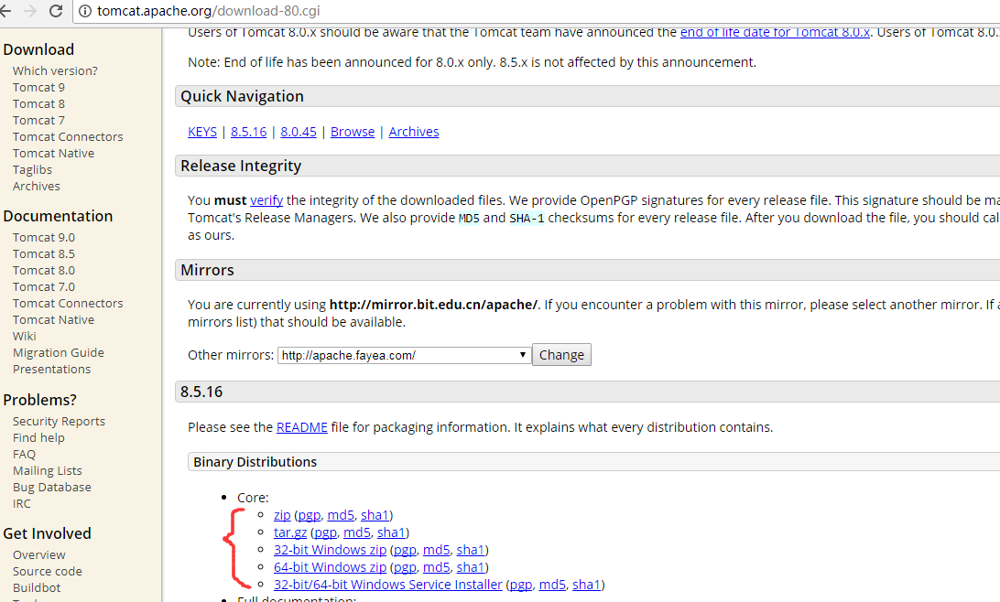 tomcat.apache.org/download-80.cgi
Download
Which version?
Tomcat 9
Tomcat 8
Tomcat 7
Tomcat Connectors
Tomcat Native
Taglibs
Archives
Documentation
Tomcat 9.0
Tomcat 8.5
Tomcat 8.0
Tomcat 7.0
Tomcat Connectors
Tomcat Native
Wiki
Migration Guide
Presentations
Problems?
Security Reports
Find help
FAQ
Mailing Lists
Bug Database
IRC
Get Involved
Overview
Source code
Buildbot
Users of Tomcat 8.0.x should be aware that the Tomcat team have announced the end of life date for Tomcat 8.0.x. Users of Tomcat 8.0.
Note: End of life has been announced for 8.0.x only. 8.5.x is not affected by this announcement.
Quick Navigation
KEYS | 8.5.16 | 8.0.45 | Browse | Archives
Release Integrity
You must verify the integrity of the downloaded files. We provide OpenPGP signatures for every release file. This signature should be ma
Tomcat's Release Managers. We also provide MD5 and SHA-1 checksums for every release file. After you download the file, you should cal
as ours.
Mirrors
You are currently using http://mirror.bit.edu.cn/apache/. If you encounter a problem with this mirror, please select another mirror. If a
mirrors list) that should be available.
Other mirrors: http://apache.fayea.com/ Change
8.5.16
Please see the README file for packaging information. It explains what every distribution contains.
Binary Distributions
Core:
zip (pgp, md5, sha1)
tar.gz (pgp, md5, sha1)
32-bit Windows zip (pgp, md5, sha1)
64-bit Windows zip (pgp, md5, sha1)
32-bit/64-bit Windows Service Installer (pgp, md5, sha1)
Full documentation: